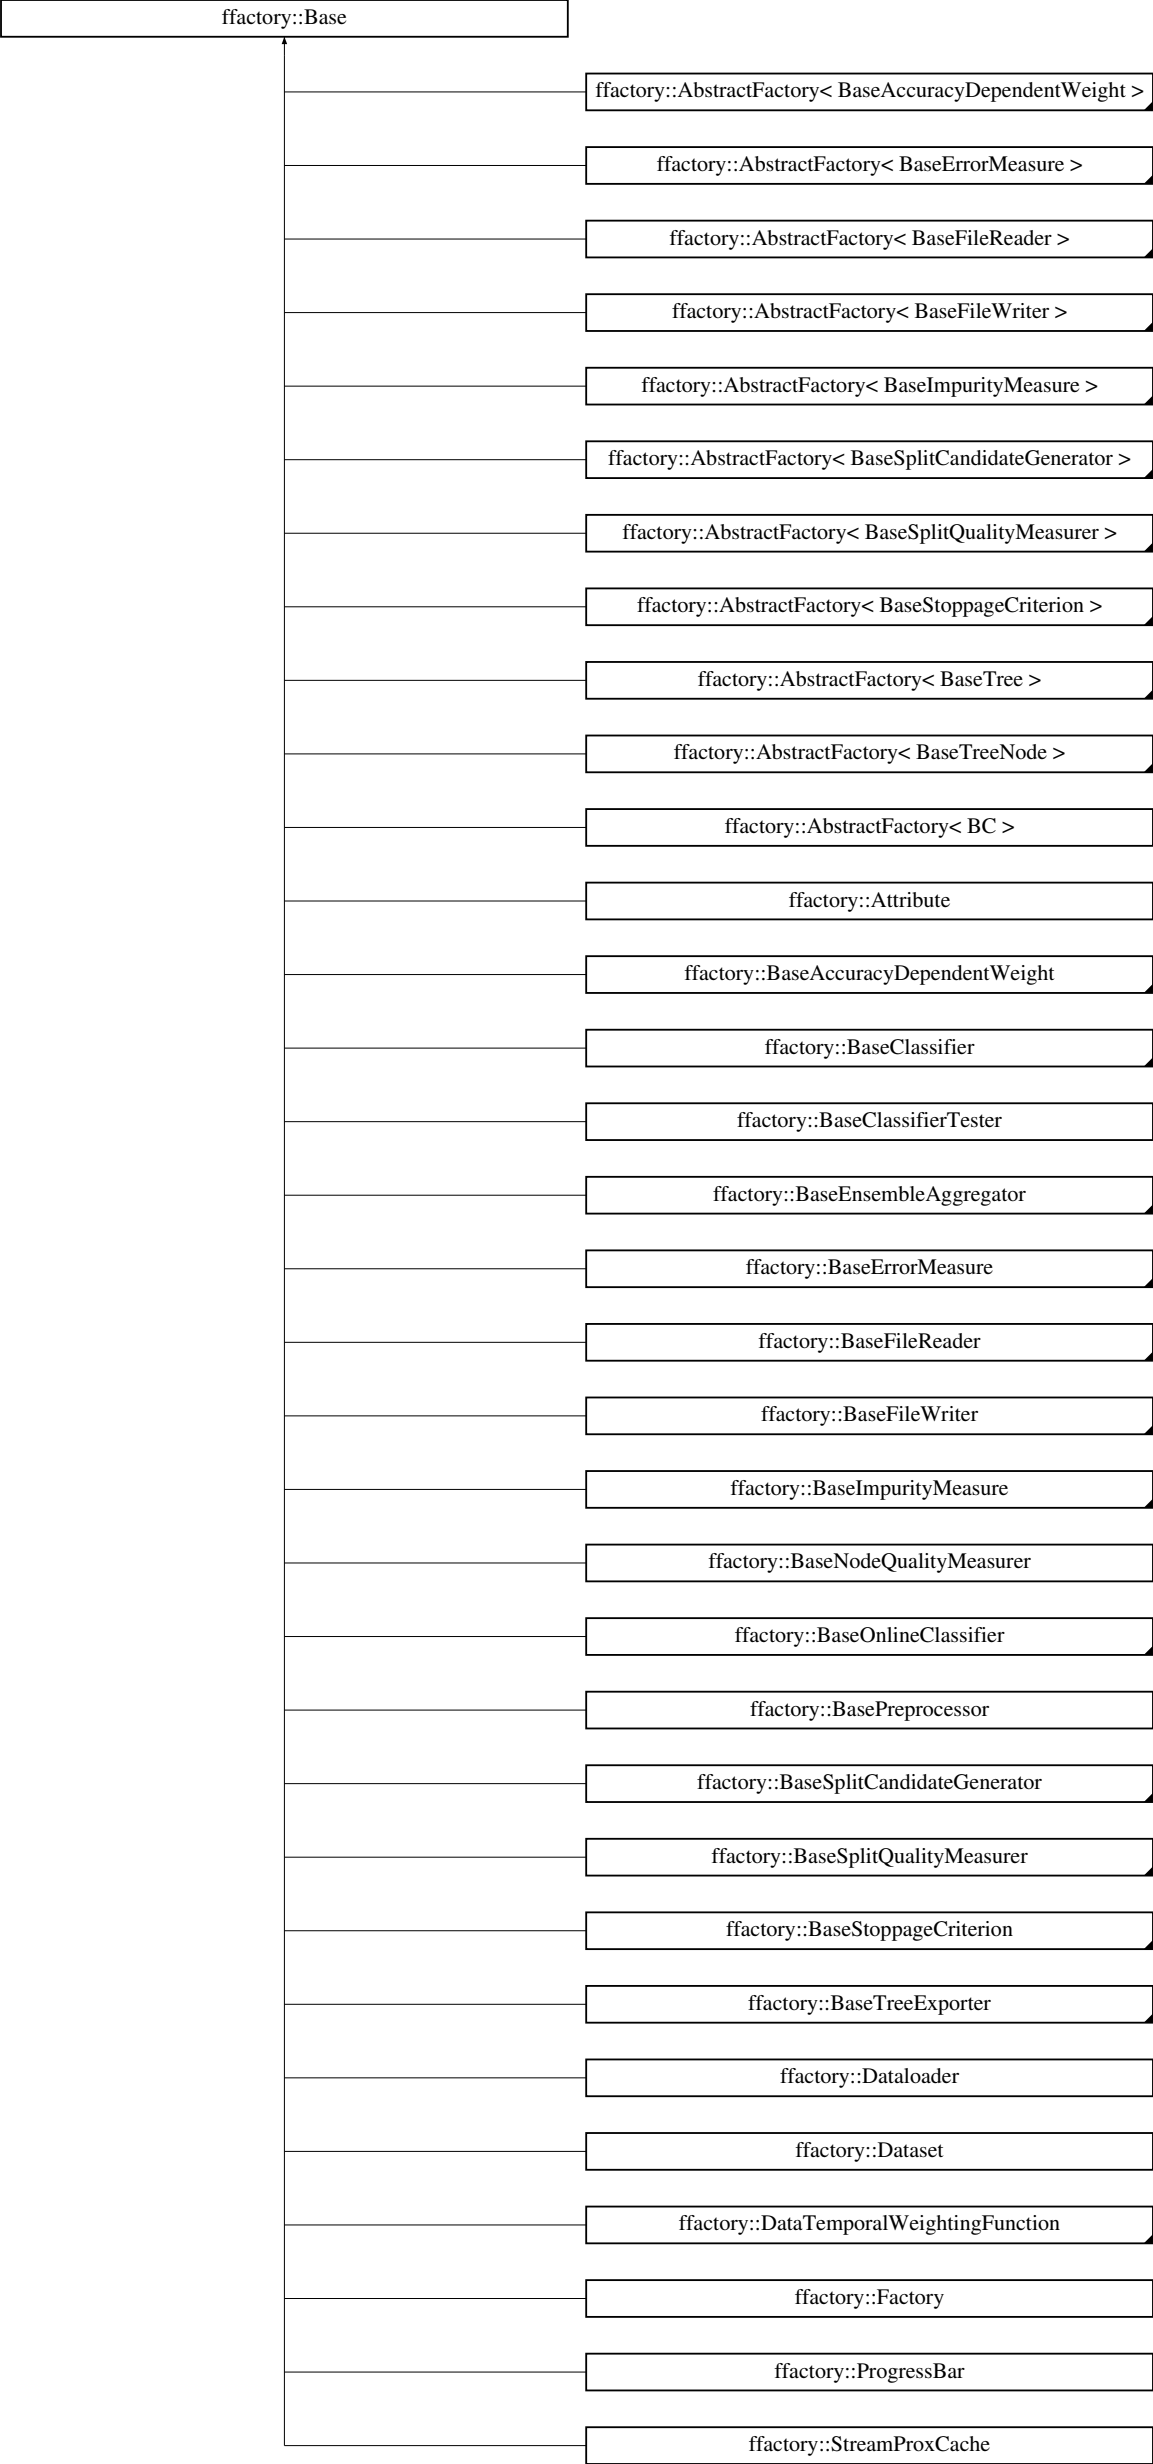 ffactory::Base
ffactory::AbstractFactory< BaseAccuracyDependentWeight >
ffactory::AbstractFactory< BaseErrorMeasure >
ffactory::AbstractFactory< BaseFileReader >
ffactory::AbstractFactory< BaseFileWriter >
ffactory::AbstractFactory< BaseImpurityMeasure >
ffactory::AbstractFactory< BaseSplitCandidateGenerator >
ffactory::AbstractFactory< BaseSplitQualityMeasurer >
ffactory::AbstractFactory< BaseStoppageCriterion >
ffactory::AbstractFactory< BaseTree >
ffactory::AbstractFactory< BaseTreeNode >
ffactory::AbstractFactory< BC >
ffactory::Attribute
ffactory::BaseAccuracyDependentWeight
ffactory::BaseClassifier
ffactory::BaseClassifierTester
ffactory::BaseEnsembleAggregator
ffactory::BaseErrorMeasure
ffactory::BaseFileReader
ffactory::BaseFileWriter
ffactory::BaseImpurityMeasure
ffactory::BaseNodeQualityMeasurer
ffactory::BaseOnlineClassifier
ffactory::BasePreprocessor
ffactory::BaseSplitCandidateGenerator
ffactory::BaseSplitQualityMeasurer
ffactory::BaseStoppageCriterion
ffactory::BaseTreeExporter
ffactory::Dataloader
ffactory::Dataset
ffactory::DataTemporalWeightingFunction
ffactory::Factory
ffactory::ProgressBar
ffactory::StreamProxCache